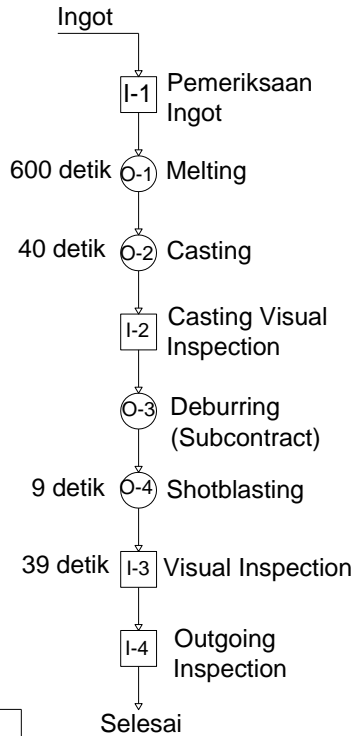 Ingot
I-1
Pemeriksaan
Ingot
600 detik
O-1
Melting
40 detik
O-2
Casting
I-2
Casting Visual
Inspection
O-3
Deburring
(Subcontract)
9 detik
O-4
Shotblasting
39 detik
I-3
Visual Inspection
I-4
Outgoing
Inspection
Selesai